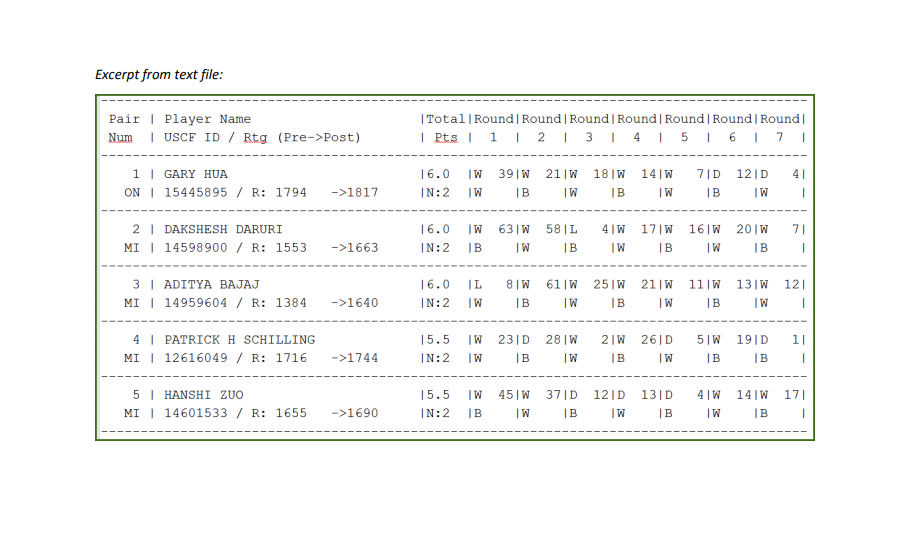 Excerpt from text file:
-----------------------------------------------------------------------------------------
Pair | Player Name                     |Total|Round|Round|Round|Round|Round|Round|Round|
Num  | USCF ID / Rtg (Pre->Post)       | Pts |  1  |  2  |  3  |  4  |  5  |  6  |  7  |
-----------------------------------------------------------------------------------------
    1 | GARY HUA                        |6.0  |W  39|W  21|W  18|W  14|W   7|D  12|D   4|
   ON | 15445895 / R: 1794   ->1817     |N:2  |W    |B    |W    |B    |W    |B    |W    |
-----------------------------------------------------------------------------------------
    2 | DAKSHESH DARURI                 |6.0  |W  63|W  58|L   4|W  17|W  16|W  20|W   7|
   MI | 14598900 / R: 1553   ->1663     |N:2  |B    |W    |B    |W    |B    |W    |B    |
-----------------------------------------------------------------------------------------
    3 | ADITYA BAJAJ                    |6.0  |L   8|W  61|W  25|W  21|W  11|W  13|W  12|
   MI | 14959604 / R: 1384   ->1640     |N:2  |W    |B    |W    |B    |W    |B    |W    |
-----------------------------------------------------------------------------------------
    4 | PATRICK H SCHILLING             |5.5  |W  23|D  28|W   2|W  26|D   5|W  19|D   1|
   MI | 12616049 / R: 1716   ->1744     |N:2  |W    |B    |W    |B    |W    |B    |B    |
-----------------------------------------------------------------------------------------
    5 | HANSHI ZUO                      |5.5  |W  45|W  37|D  12|D  13|D   4|W  14|W  17|
   MI | 14601533 / R: 1655   ->1690     |N:2  |B    |W    |B    |W    |B    |W    |B    |
-----------------------------------------------------------------------------------------